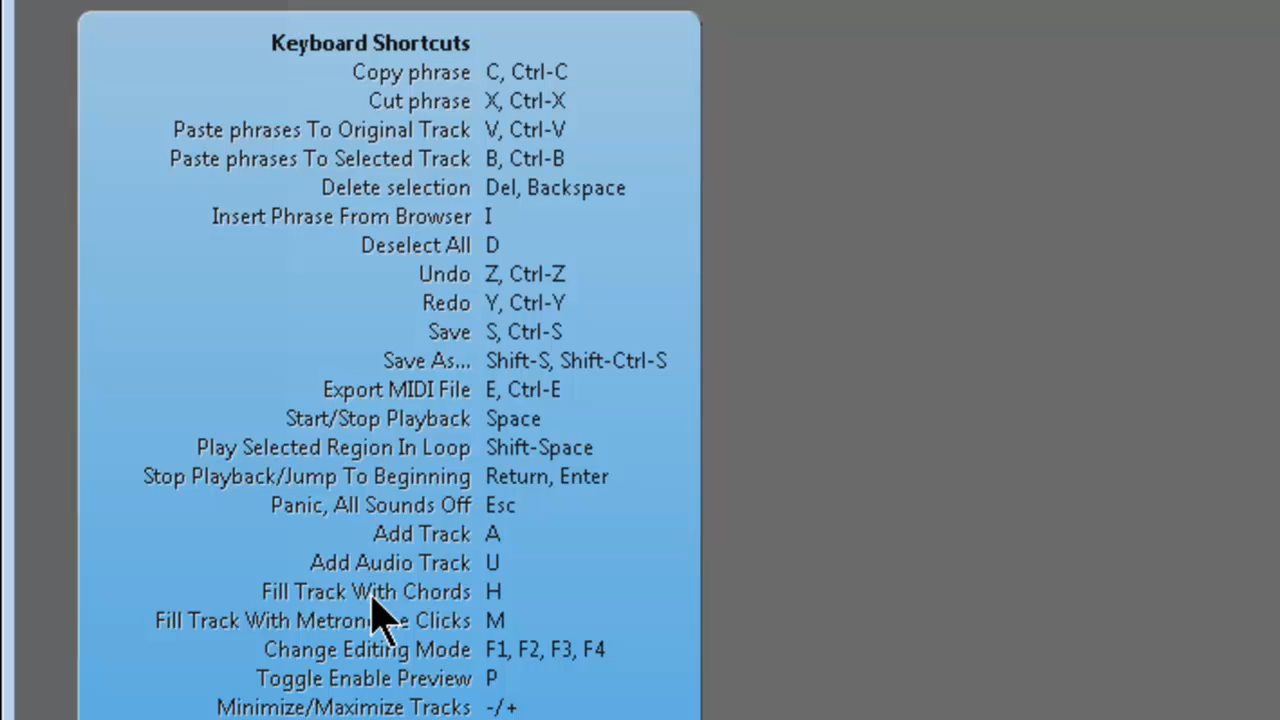 Keyboard Shortcuts
Copy phrase C, Ctrl-C
Cut phrase X, Ctrl-X
Paste phrases To Original Track V, Ctrl-V
Paste phrases To Selected Track B, Ctrl-B
Delete selection Del, Backspace
Insert Phrase From Browser I
Deselect All D
Undo Z, Ctrl-Z
Redo Y, Ctrl-Y
Save S, Ctrl-S
Save As... Shift-S, Shift-Ctrl-S
Export MIDI File E, Ctrl-E
Start/Stop Playback Space
Play Selected Region In Loop Shift-Space
Stop Playback/Jump To Beginning Return, Enter
Panic, All Sounds Off Esc
Add Track A
Add Audio Track U
Fill Track With Chords H
Fill Track With Clicks M
Change Editing Mode F1, F2, F3, F4
Toggle Enable Preview P
Minimize/Maximize Tracks -/+